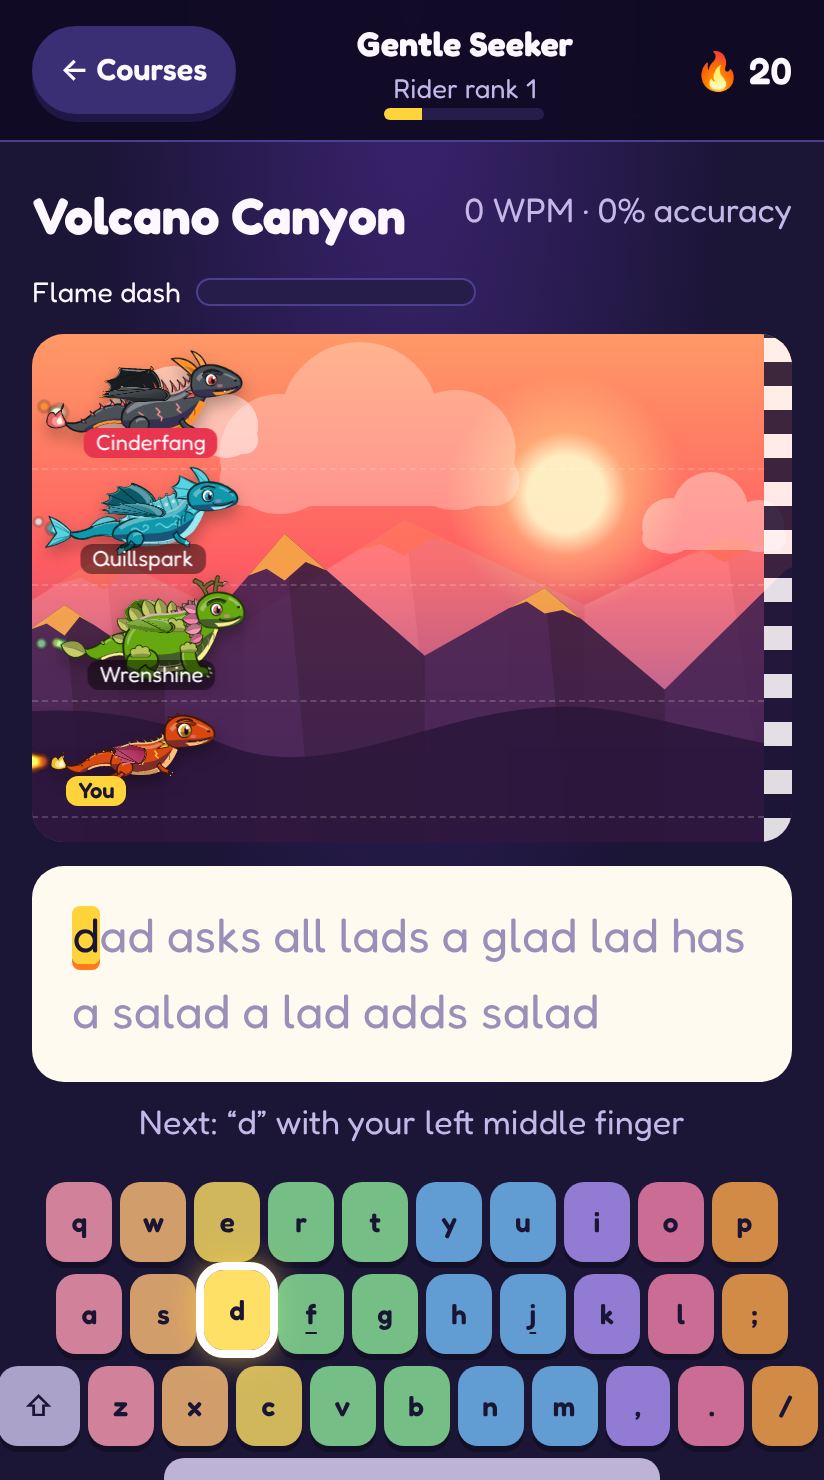 ← Courses
Gentle Seeker
Rider rank 1
🔥 20
Volcano Canyon
0 WPM · 0% accuracy
Flame dash
Cinderfang
Quillspark
Wrenshine
You
dad asks all lads a glad lad has
a salad a lad adds salad
Next: “d” with your left middle finger
q w e r t y u i o p
a s d f g h j k l ;
⇧ z x c v b n m , . /